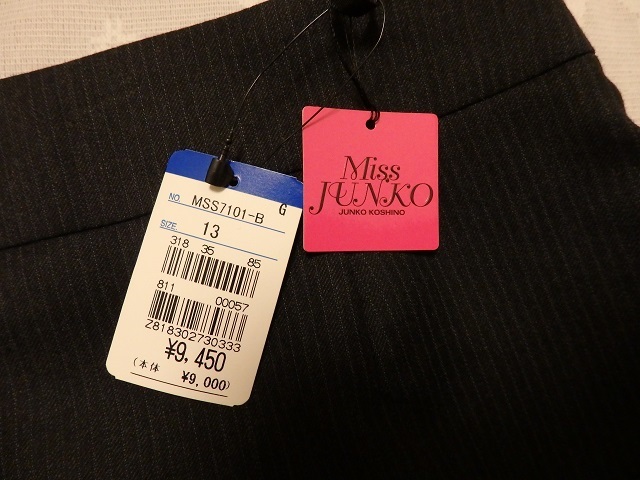 NO. MSS7101-B G
SIZE 13
318 35 85
811 00057
Z818302730333
¥9,450
(本体 ¥9,000)
Miss
JUNKO
JUNKO KOSHINO